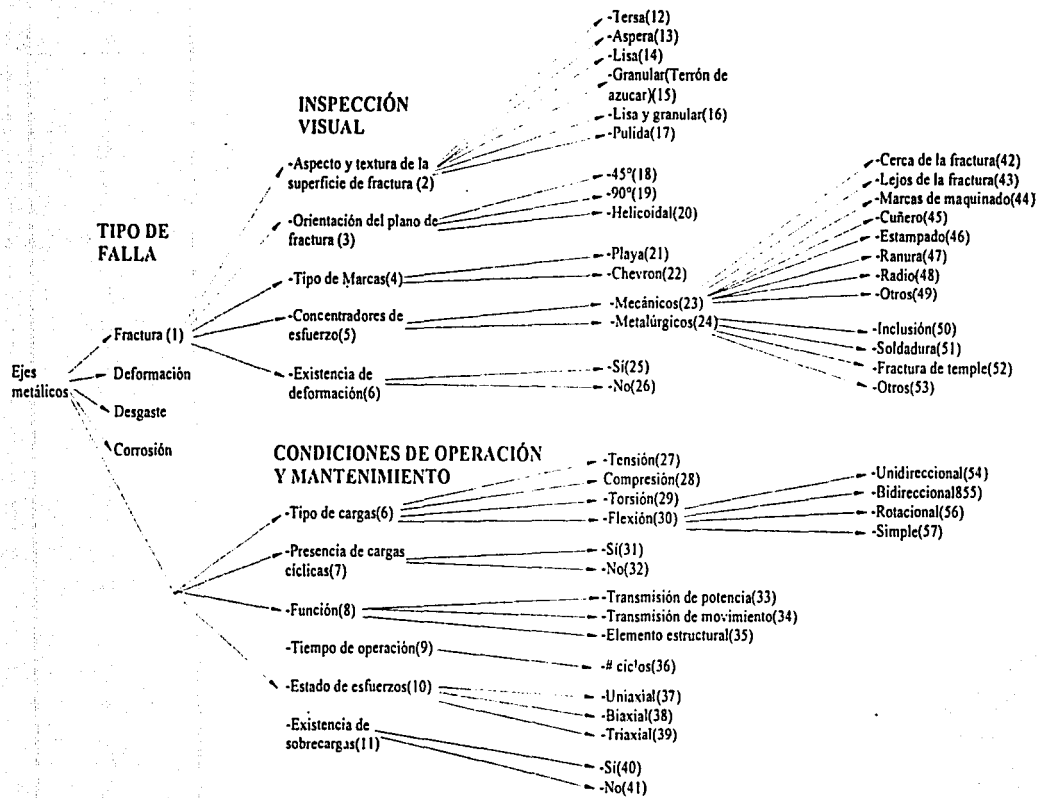 -Tersa(12)
-Aspera(13)
-Lisa(14)
-Granular(Terrón de
azucar)(15)
-Lisa y granular(16)
-Pulida(17)
INSPECCIÓN
VISUAL
-Aspecto y textura de la
superficie de fractura (2)
-45°(18)
-90°(19)
-Helicoidal(20)
-Orientación del plano de
fractura (3)
-Cerca de la fractura(42)
-Lejos de la fractura(43)
-Marcas de maquinado(44)
-Cuñero(45)
-Estampado(46)
-Ranura(47)
-Radio(48)
-Otros(49)
TIPO DE
FALLA
-Playa(21)
-Chevron(22)
-Tipo de Marcas(4)
-Mecánicos(23)
-Metalúrgicos(24)
-Concentradores de
esfuerzo(5)
-Inclusión(50)
-Soldadura(51)
-Fractura de temple(52)
-Otros(53)
Fractura (1)
Ejes
metálicos
Deformación
Desgaste
Corrosión
-Sí(25)
-No(26)
-Existencia de
deformación(6)
CONDICIONES DE OPERACIÓN
Y MANTENIMIENTO
-Tensión(27)
Compresión(28)
-Torsión(29)
-Flexión(30)
-Unidireccional(54)
-Bidireccional855)
-Rotacional(56)
-Simple(57)
-Tipo de cargas(6)
-Presencia de cargas
cíclicas(7)
-Sí(31)
-No(32)
-Función(8)
-Transmisión de potencia(33)
-Transmisión de movimiento(34)
-Elemento estructural(35)
-Tiempo de operación(9)
-# ciclos(36)
-Estado de esfuerzos(10)
-Uniaxial(37)
-Biaxial(38)
-Triaxial(39)
-Existencia de
sobrecargas(11)
-Sí(40)
-No(41)